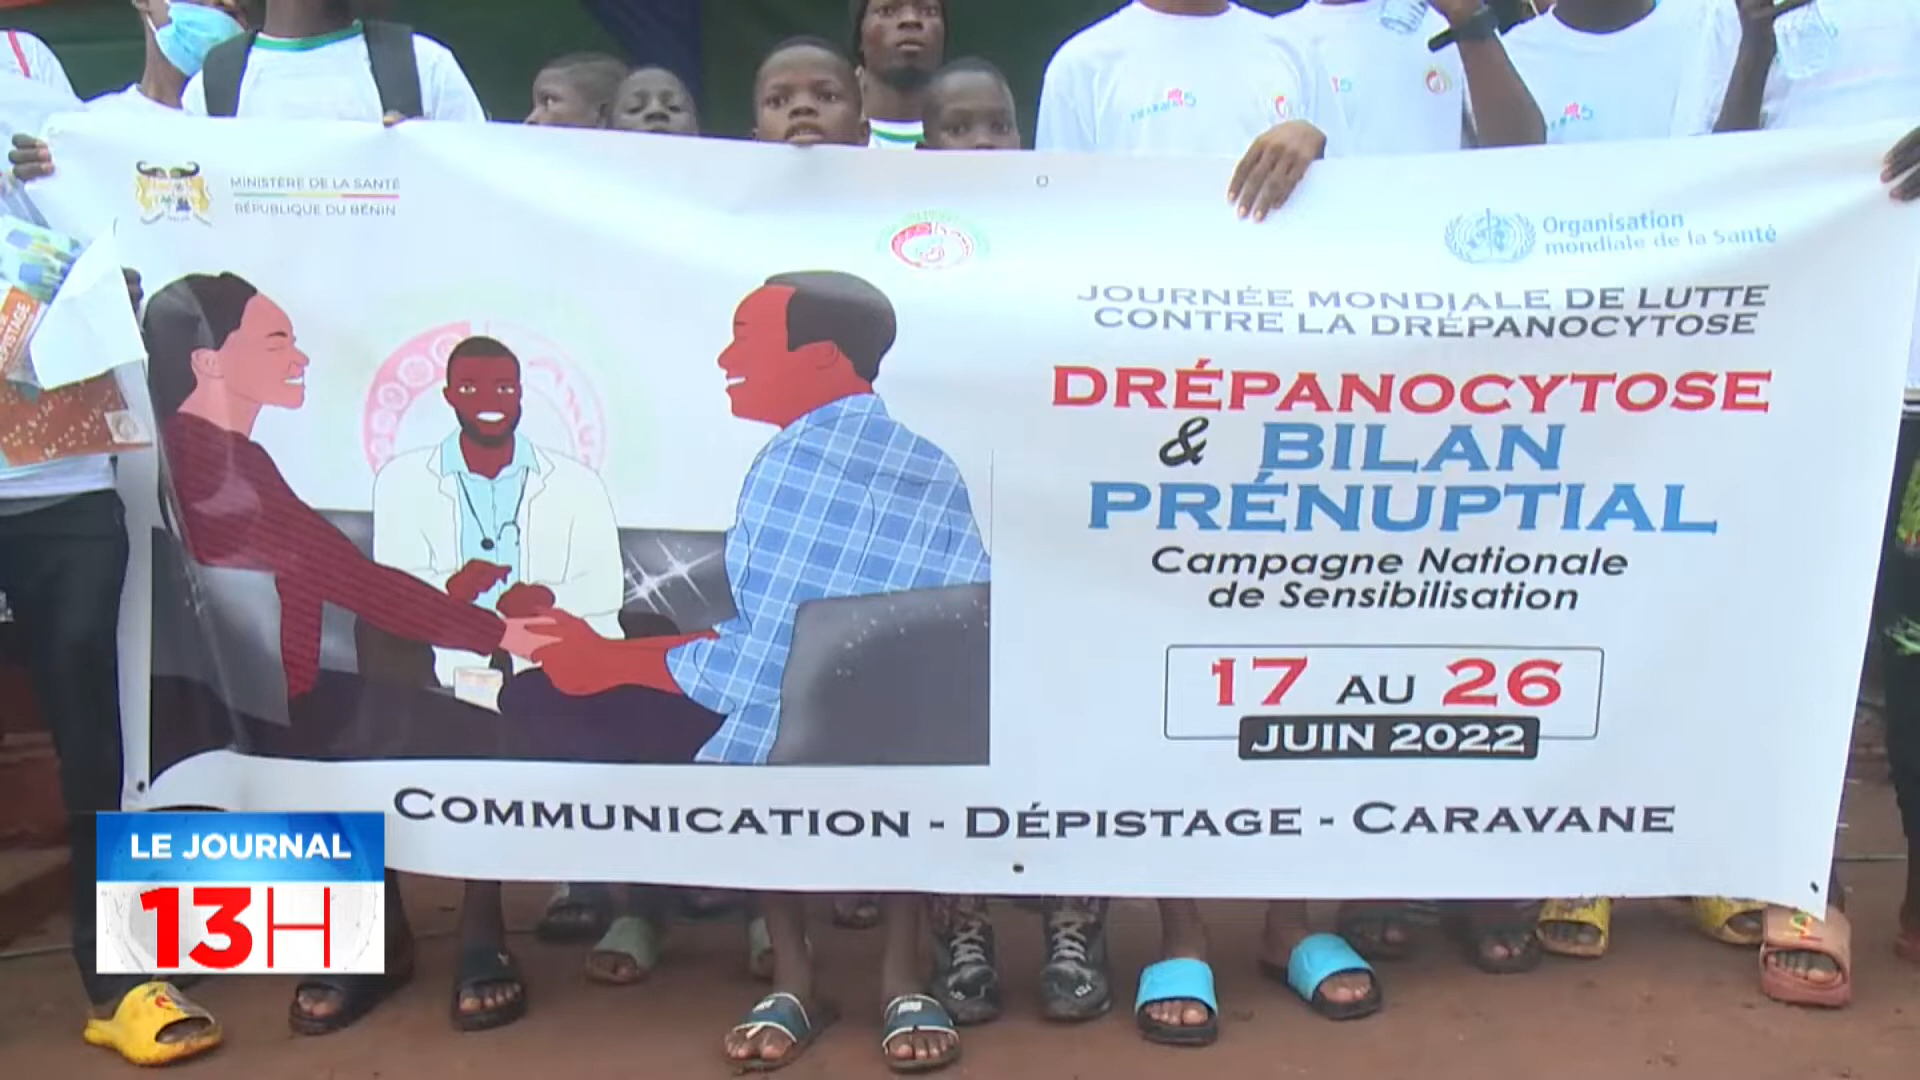 MINISTÈRE DE LA SANTÉ
RÉPUBLIQUE DU BÉNIN
Organisation
mondiale de la Santé
JOURNÉE MONDIALE DE LUTTE
CONTRE LA DRÉPANOCYTOSE
DRÉPANOCYTOSE
& BILAN
PRÉNUPTIAL
Campagne Nationale
de Sensibilisation
17 AU 26
JUIN 2022
COMMUNICATION - DÉPISTAGE - CARAVANE
LE JOURNAL
13H